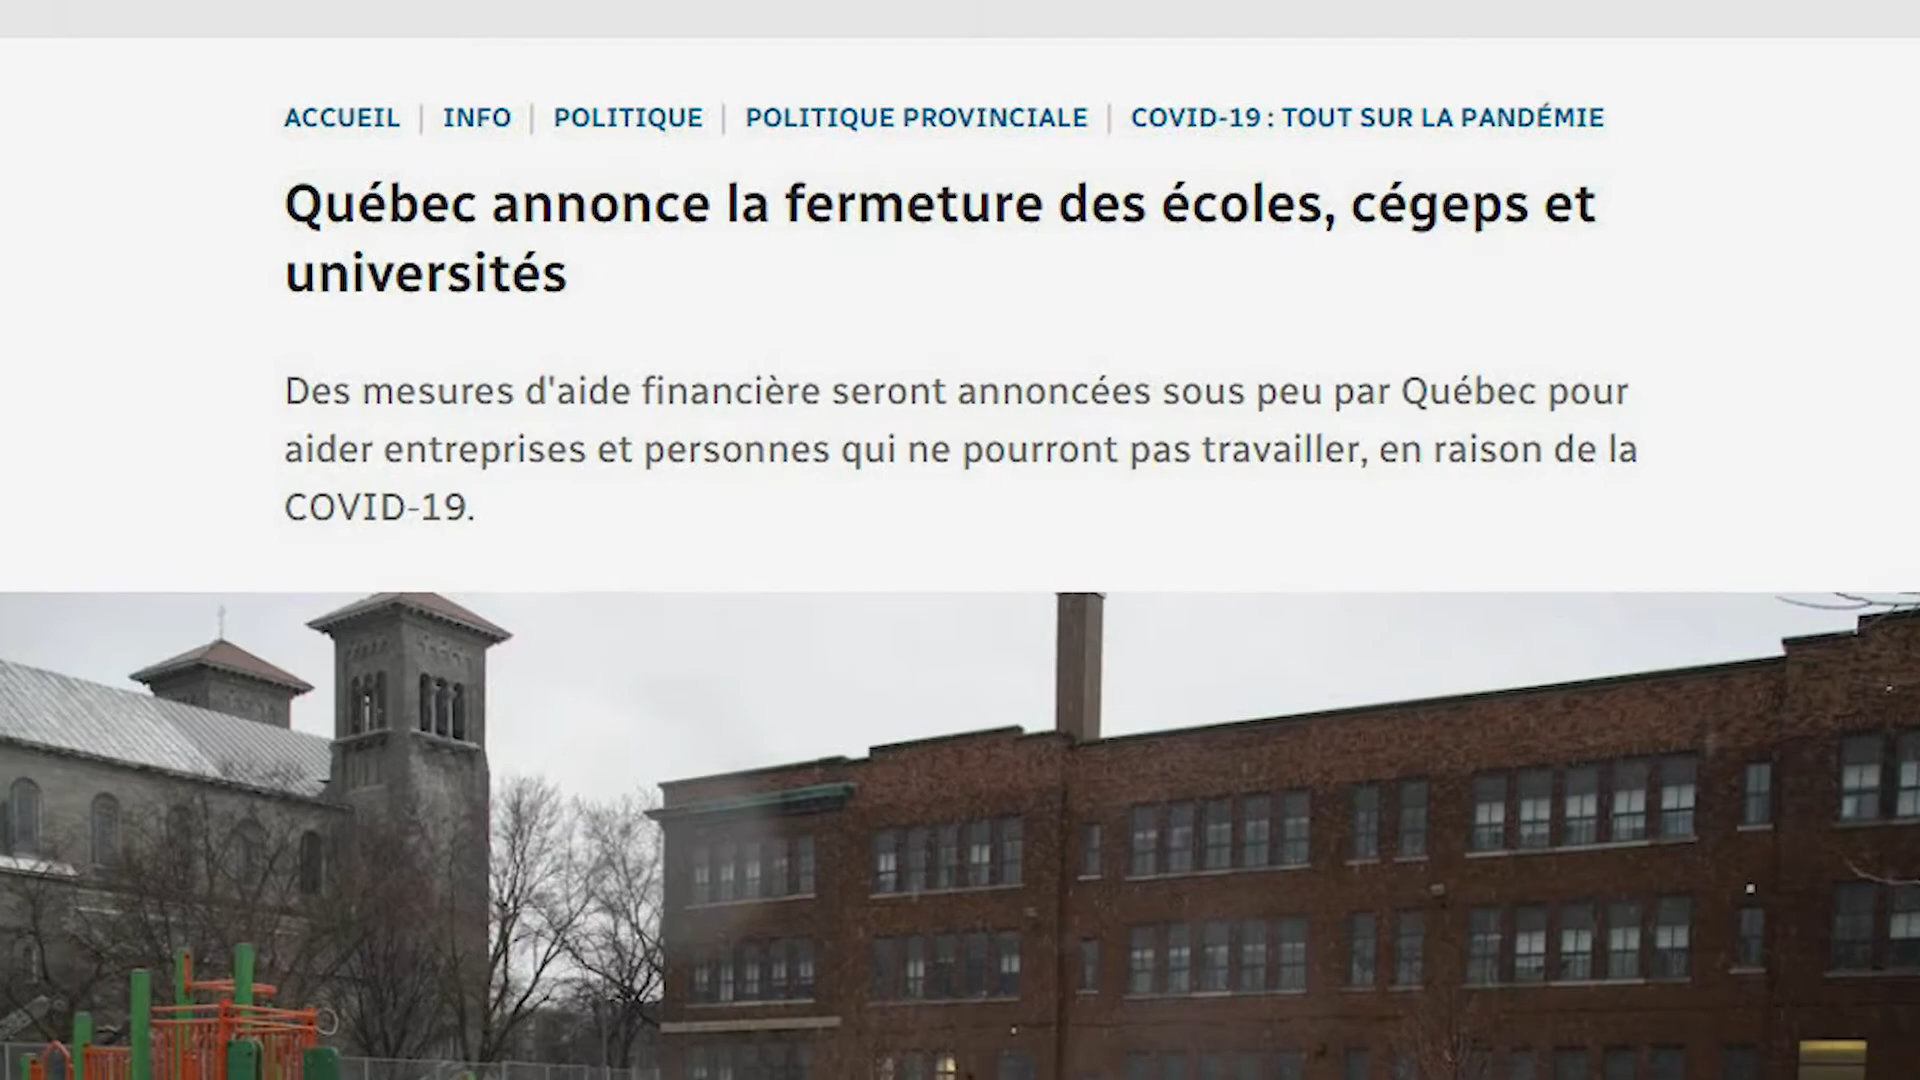 ACCUEIL | INFO | POLITIQUE | POLITIQUE PROVINCIALE | COVID-19 : TOUT SUR LA PANDÉMIE
Québec annonce la fermeture des écoles, cégeps et
universités
Des mesures d'aide financière seront annoncées sous peu par Québec pour
aider entreprises et personnes qui ne pourront pas travailler, en raison de la
COVID-19.